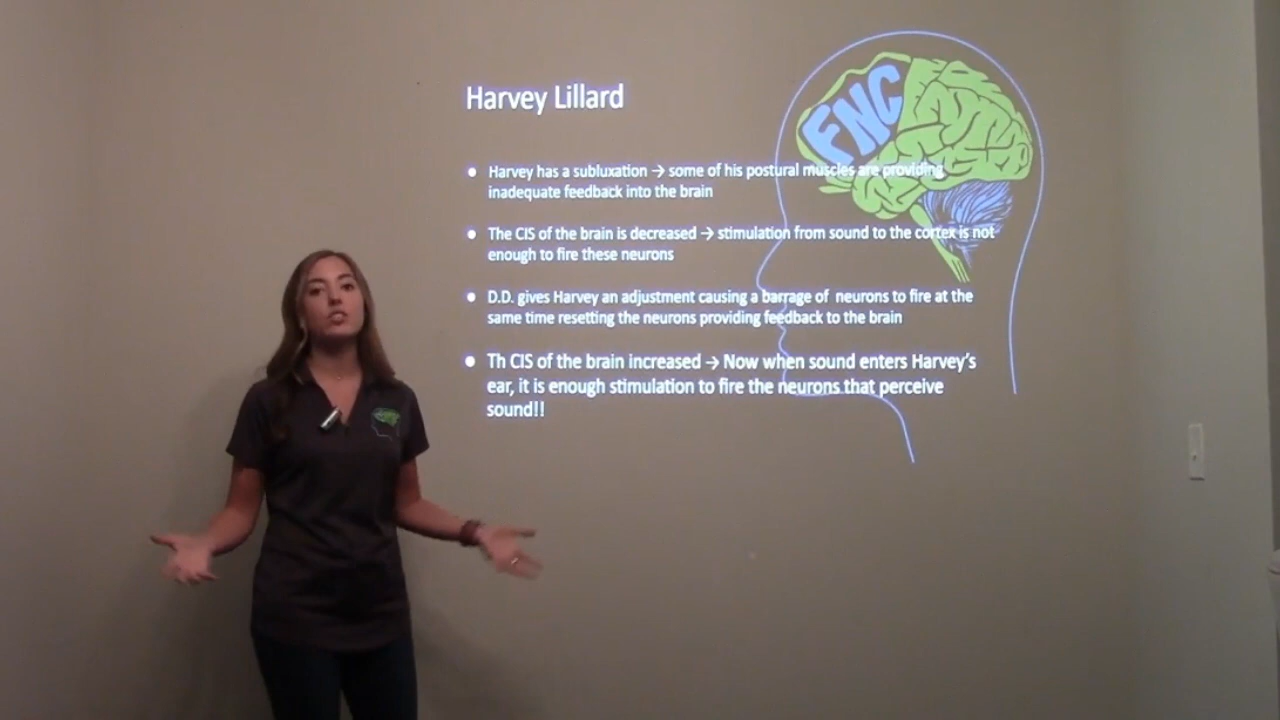 FNC
Harvey Lillard
• Harvey has a subluxation → some of his postural muscles are providing
inadequate feedback into the brain
• The CIS of the brain is decreased → stimulation from sound to the cortex is not
enough to fire these neurons
• D.D. gives Harvey an adjustment causing a barrage of neurons to fire at the
same time resetting the neurons providing feedback to the brain
• Th CIS of the brain increased → Now when sound enters Harvey's
ear, it is enough stimulation to fire the neurons that perceive
sound!!